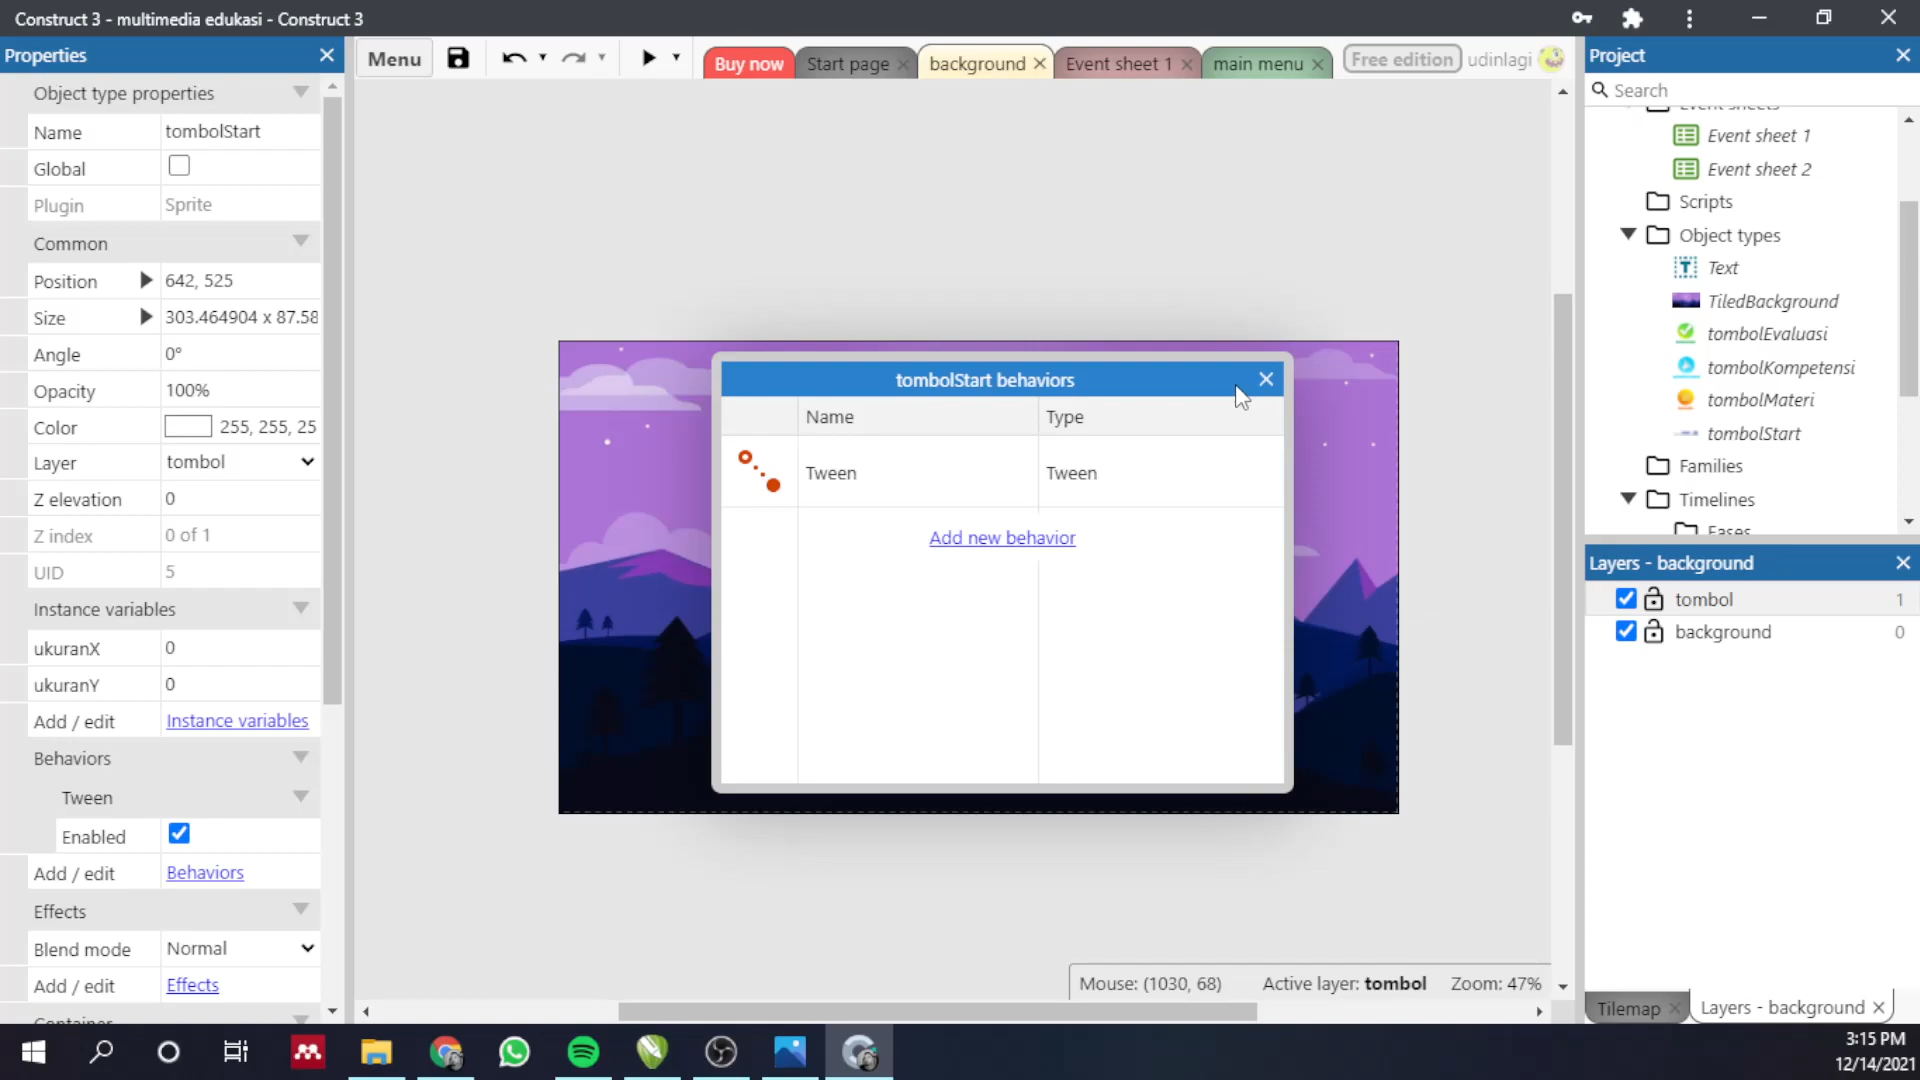 Construct 3 - multimedia edukasi - Construct 3
Properties
Menu
Buy now
Start page
background
Event sheet 1
main menu
Free edition
udinlagi
Object type properties
Name tombolStart
Global
Plugin Sprite
Common
Position 642, 525
Size 303.464904 x 87.58
Angle 0°
Opacity 100%
Color 255, 255, 25
Layer tombol
Z elevation 0
Z index 0 of 1
UID 5
Instance variables
ukuranX 0
ukuranY 0
Add / edit Instance variables
Behaviors
Tween
Enabled
Add / edit Behaviors
Effects
Blend mode Normal
Add / edit Effects
Container
tombolStart behaviors
Name Type
Tween Tween
Add new behavior
Mouse: (1030, 68) Active layer: tombol Zoom: 47%
Project
Search
Event sheets
Event sheet 1
Event sheet 2
Scripts
Object types
Text
TiledBackground
tombolEvaluasi
tombolKompetensi
tombolMateri
tombolStart
Families
Timelines
Eases
Layers - background
tombol 1
background 0
Tilemap
Layers - background
3:15 PM
12/14/2021